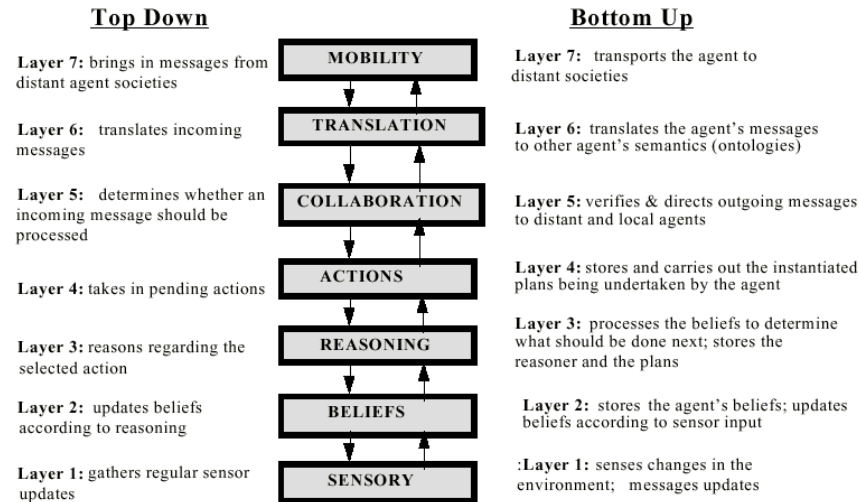 Top Down
Layer 7: brings in messages from
distant agent societies
Layer 6: translates incoming
messages
Layer 5: determines whether an
incoming message should be
processed
Layer 4: takes in pending actions
Layer 3: reasons regarding the
selected action
Layer 2: updates beliefs
according to reasoning
Layer 1: gathers regular sensor
updates
MOBILITY
TRANSLATION
COLLABORATION
ACTIONS
REASONING
BELIEFS
SENSORY
Bottom Up
Layer 7: transports the agent to
distant societies
Layer 6: translates the agent's messages
to other agent's semantics (ontologies)
Layer 5: verifies & directs outgoing messages
to distant and local agents
Layer 4: stores and carries out the instantiated
plans being undertaken by the agent
Layer 3: processes the beliefs to determine
what should be done next; stores the
reasoner and the plans
Layer 2: stores the agent's beliefs; updates
beliefs according to sensor input
:Layer 1: senses changes in the
environment; messages updates